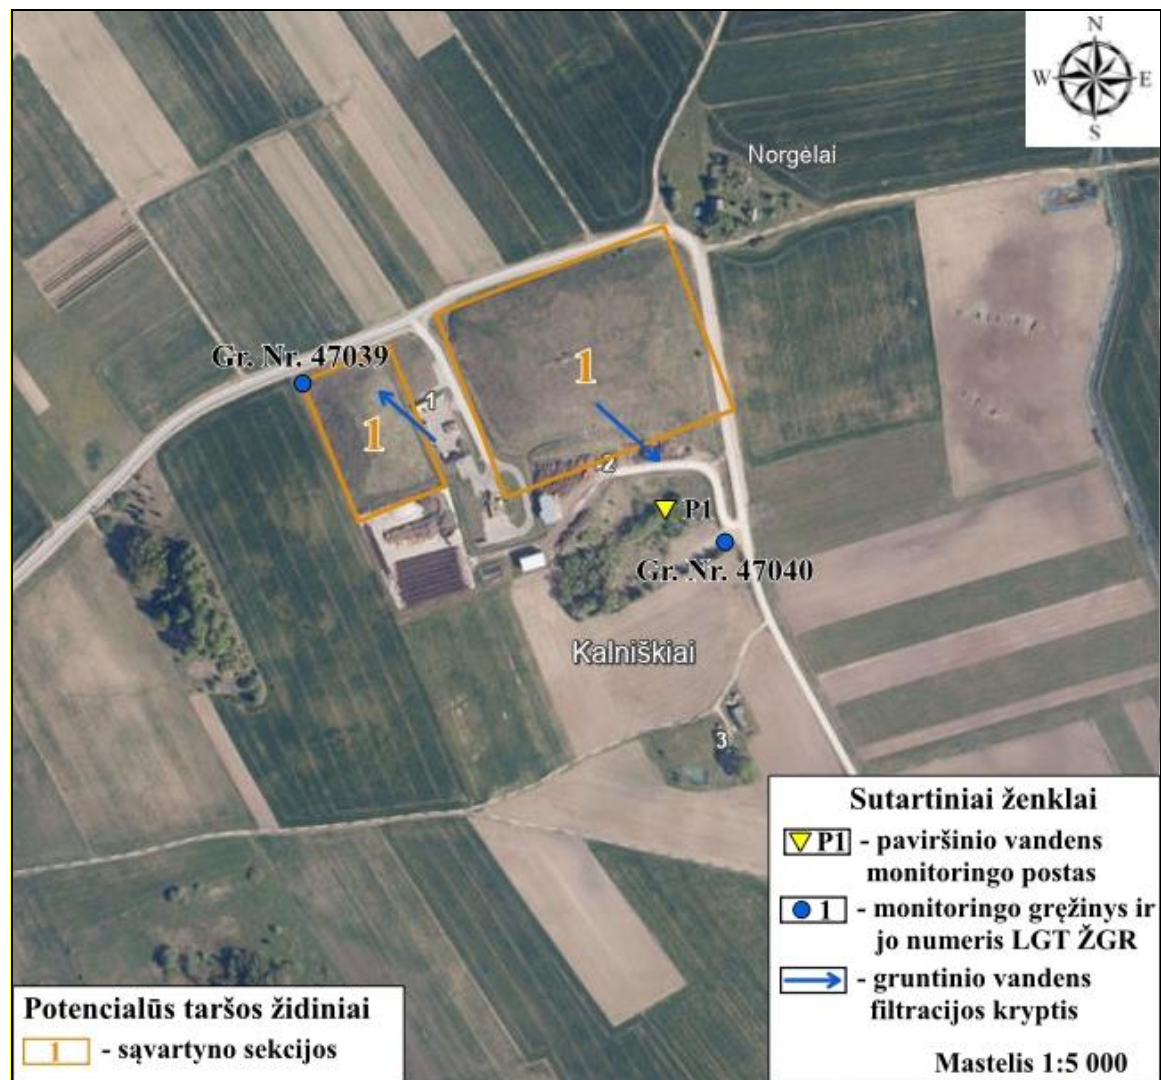 N
W E
S
Norgėlai
Gr. Nr. 47039
1
1
1
2
P1
Gr. Nr. 47040
Kalniškiai
3
Sutartiniai ženklai
P1 - paviršinio vandens
monitoringo postas
1 - monitoringo gręžinys ir
jo numeris LGT ŽGR
- gruntinio vandens
filtracijos kryptis
Mastelis 1:5 000
Potencialūs taršos židiniai
1 - sąvartyno sekcijos